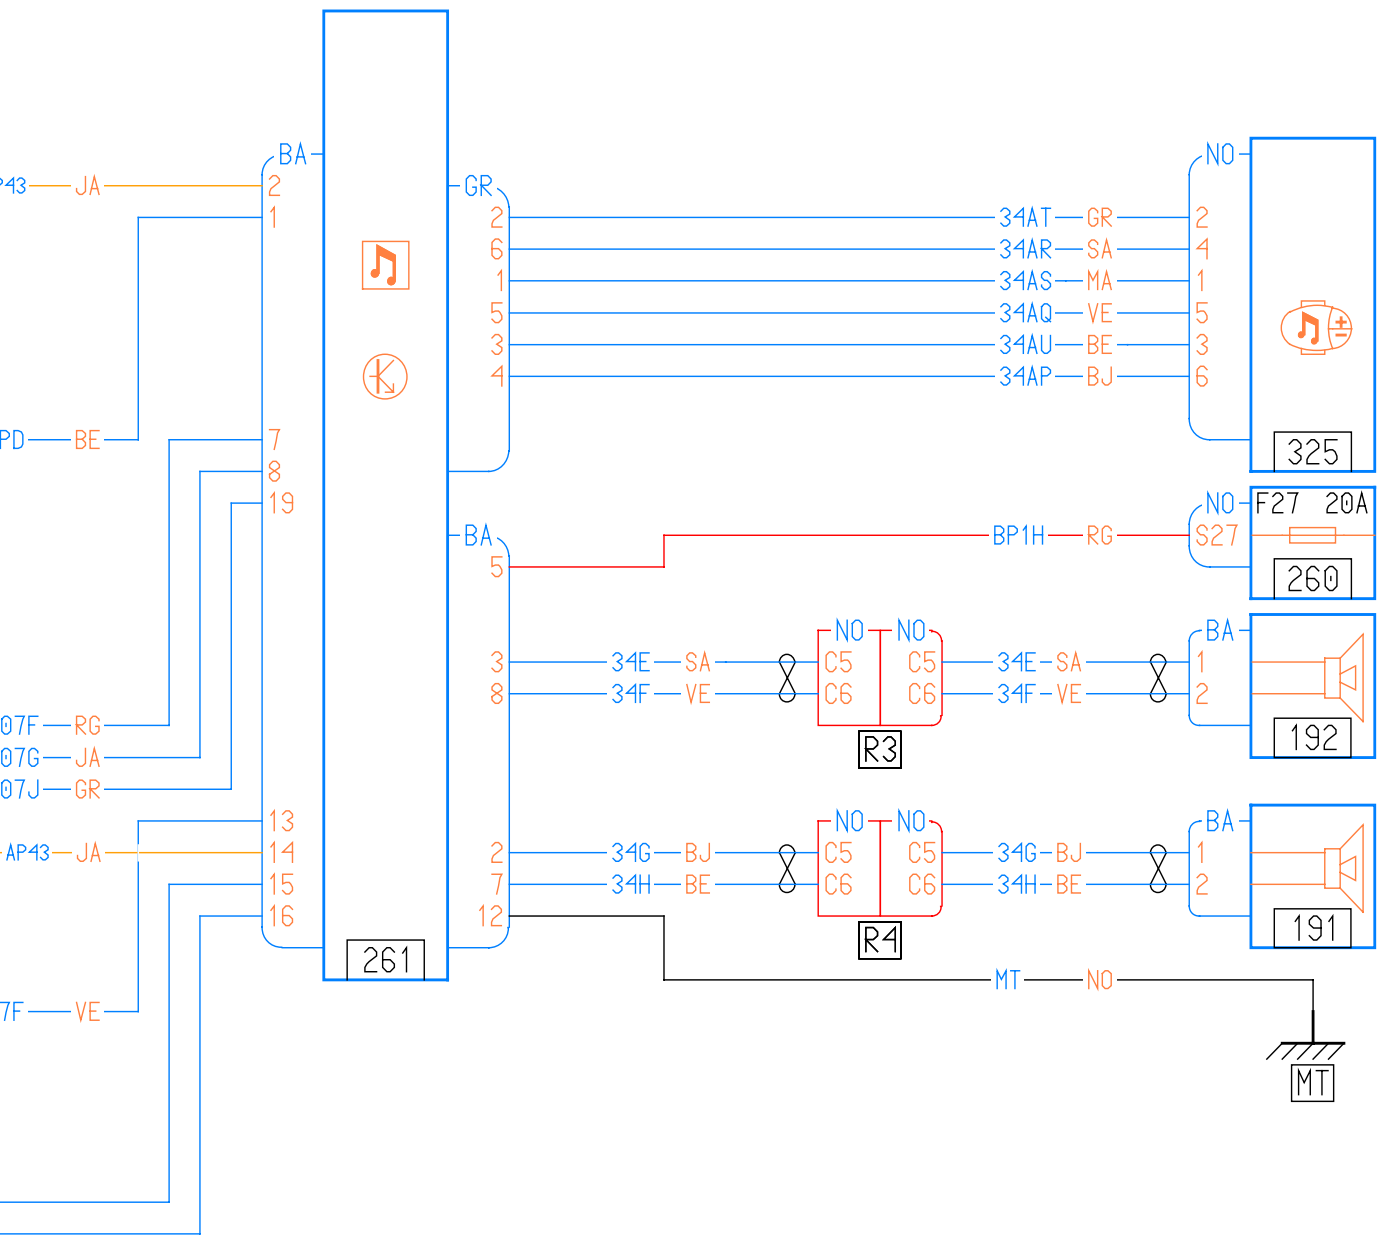 BA
NO
P43 JA 2
GR
1
2 34AT GR 2
6 34AR SA 4
1 34AS MA 1
5 34AQ VE 5
3 34AU BE 3
4 34AP BJ 6
PD BE 7
325
8
19
NO F27 20A
BA
BP1H RG S27
5
260
NO NO BA
3 34E SA C5 C5 34E SA 1
8 34F VE C6 C6 34F VE 2
07F RG
192
R3
07G JA
07J GR
13
NO NO BA
AP43 JA 14
2 34G BJ C5 C5 34G BJ 1
15
7 34H BE C6 C6 34H BE 2
16
12
191
R4
261
MT NO
7F VE
MT